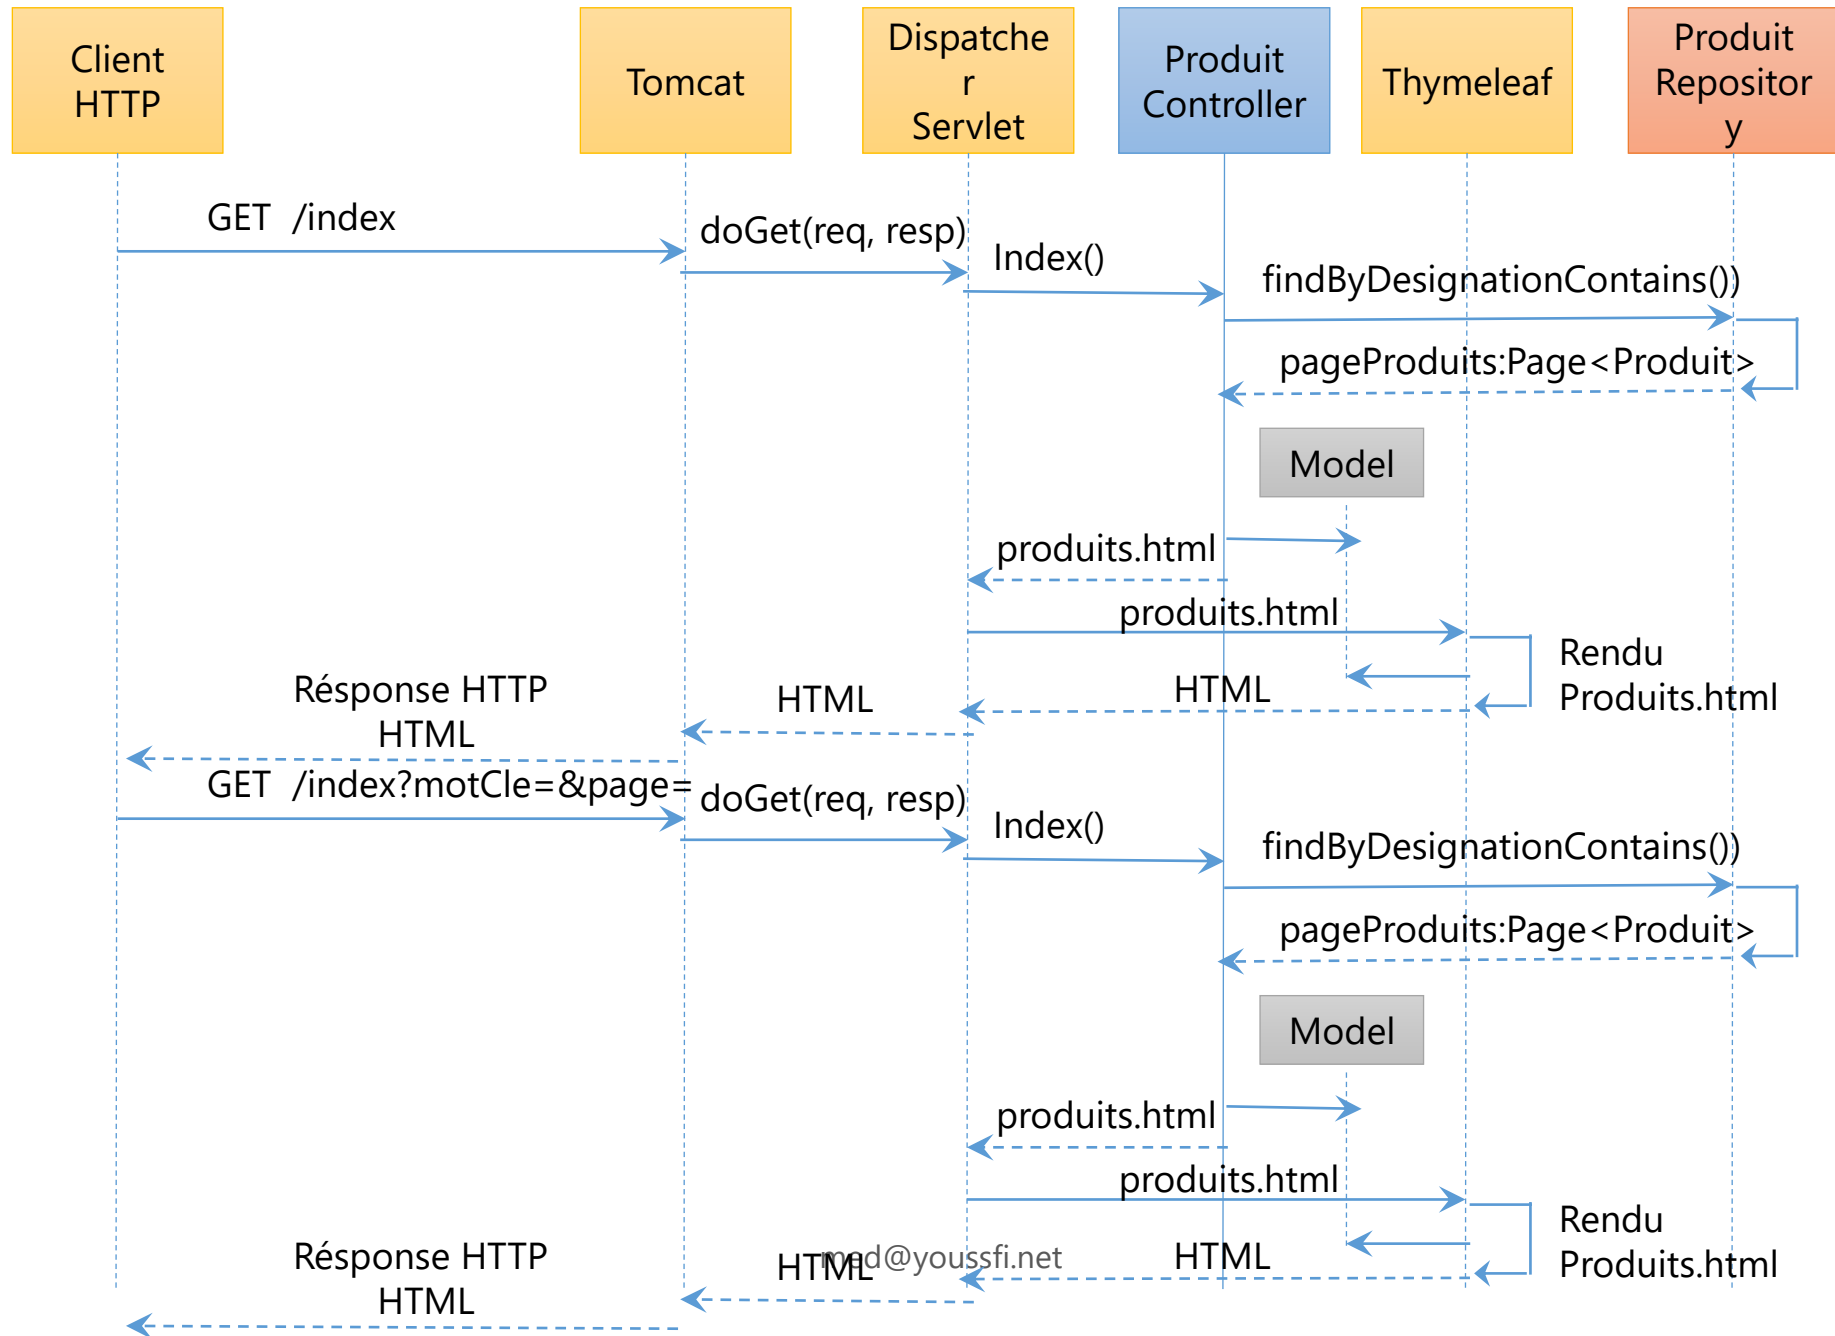 Client
HTTP
Tomcat
Dispatche
r
Servlet
Produit
Controller
Thymeleaf
Produit
Repositor
y
GET  /index
doGet(req, resp)
Index()
findByDesignationContains())
pageProduits:Page<Produit>
Model
produits.html
produits.html
Rendu
Produits.html
HTML
HTML
Résponse HTTP
HTML
GET  /index?motCle=&page=
doGet(req, resp)
Index()
findByDesignationContains())
pageProduits:Page<Produit>
Model
produits.html
produits.html
Rendu
Produits.html
HTML
HTML
med@youssfi.net
Résponse HTTP
HTML